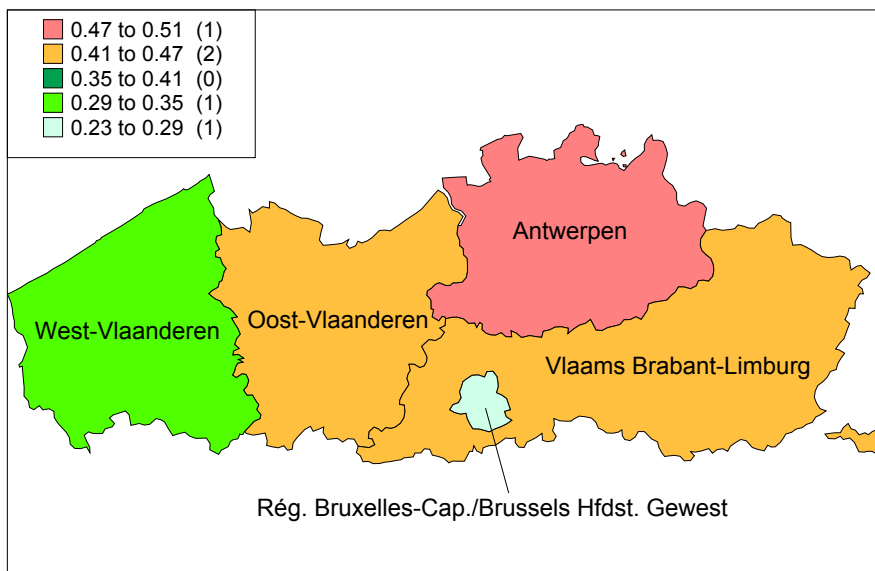 0.47 to 0.51 (1)
0.41 to 0.47 (2)
0.35 to 0.41 (0)
0.29 to 0.35 (1)
0.23 to 0.29 (1)
Antwerpen
West-Vlaanderen
Oost-Vlaanderen
Vlaams Brabant-Limburg
Rég. Bruxelles-Cap./Brussels Hfdst. Gewest